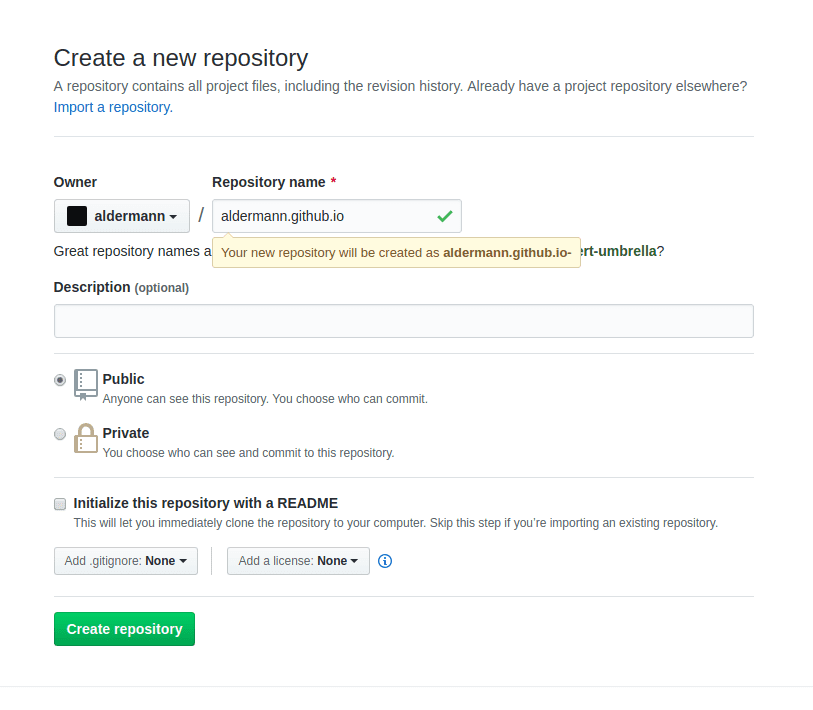 Create a new repository
A repository contains all project files, including the revision history. Already have a project repository elsewhere?
Import a repository.
Owner
Repository name *
aldermann
/
aldermann.github.io
Great repository names a
Your new repository will be created as aldermann.github.io-
ert-umbrella?
Description (optional)
Public
Anyone can see this repository. You choose who can commit.
Private
You choose who can see and commit to this repository.
Initialize this repository with a README
This will let you immediately clone the repository to your computer. Skip this step if you’re importing an existing repository.
Add .gitignore: None
Add a license: None
Create repository